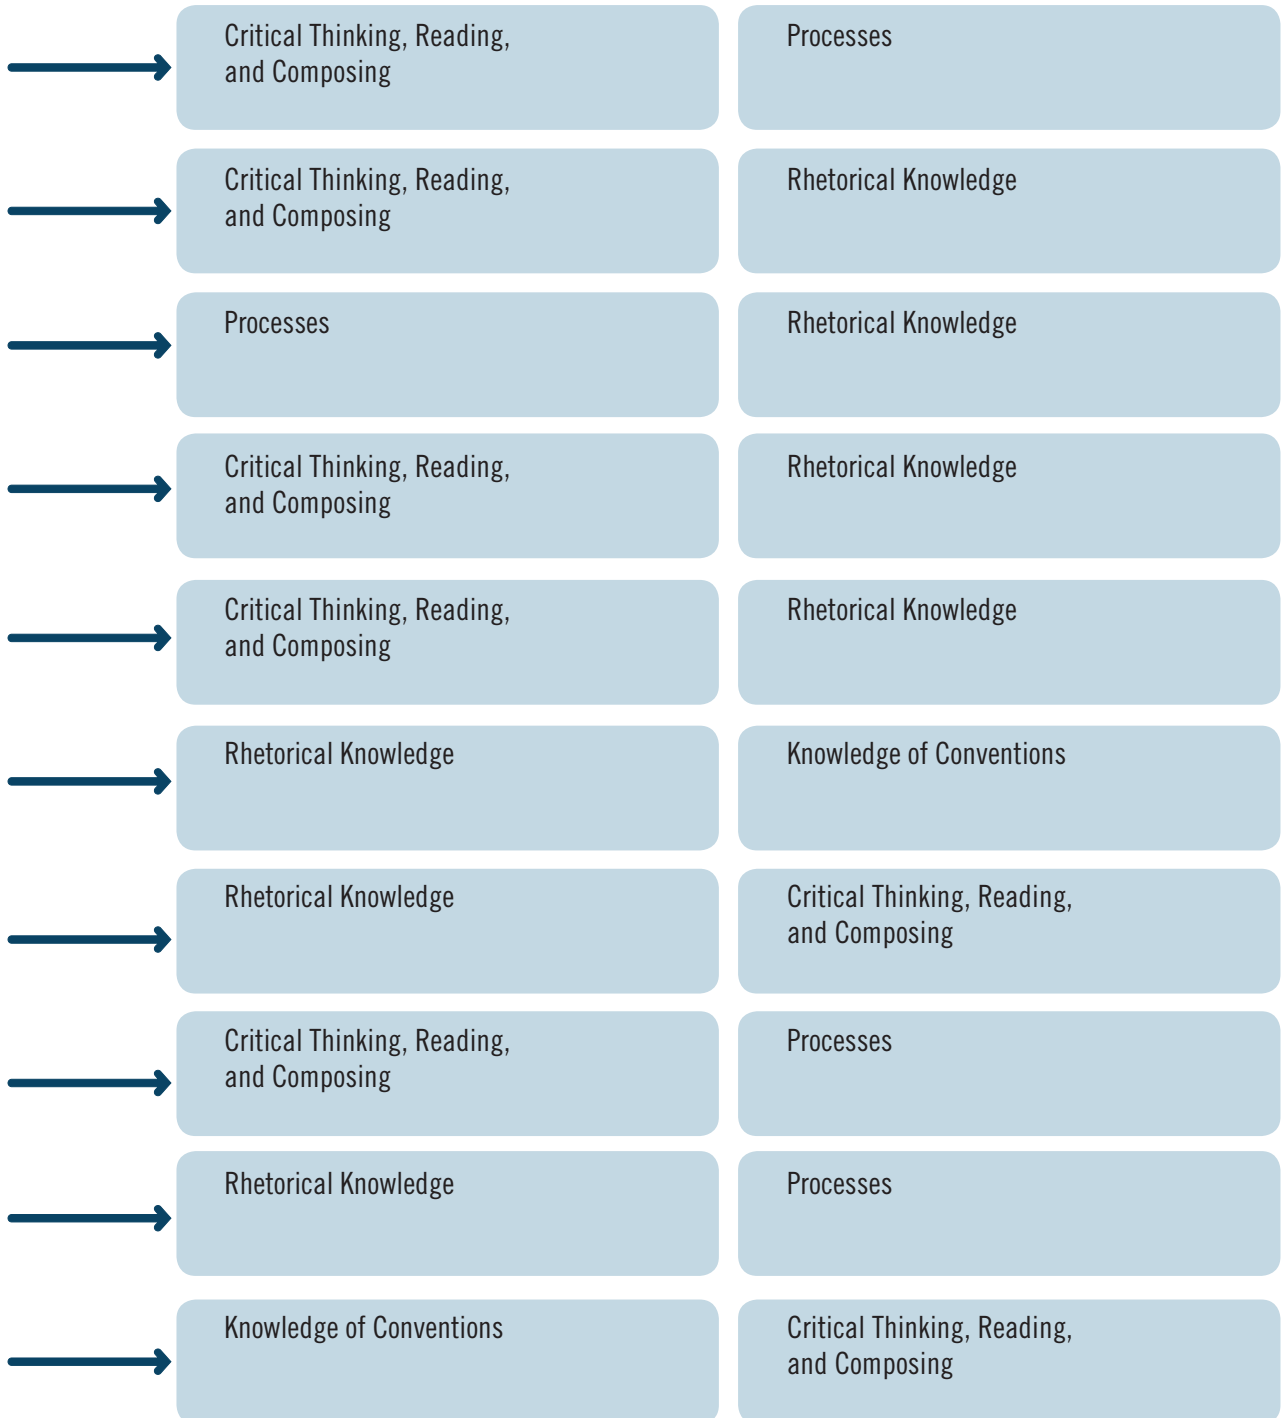 Critical Thinking, Reading,
and Composing
Processes
Critical Thinking, Reading,
and Composing
Rhetorical Knowledge
Processes
Rhetorical Knowledge
Critical Thinking, Reading,
and Composing
Rhetorical Knowledge
Critical Thinking, Reading,
and Composing
Rhetorical Knowledge
Rhetorical Knowledge
Knowledge of Conventions
Rhetorical Knowledge
Critical Thinking, Reading,
and Composing
Critical Thinking, Reading,
and Composing
Processes
Rhetorical Knowledge
Processes
Knowledge of Conventions
Critical Thinking, Reading,
and Composing